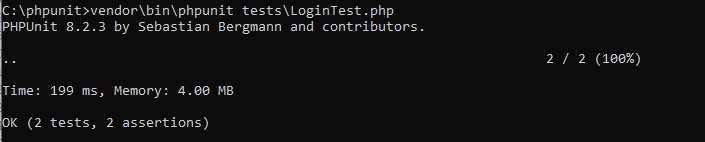 C:\phpunit>vendor\bin\phpunit tests\LoginTest.php
PHPUnit 8.2.3 by Sebastian Bergmann and contributors.
.. 2 / 2 (100%)
Time: 199 ms, Memory: 4.00 MB
OK (2 tests, 2 assertions)